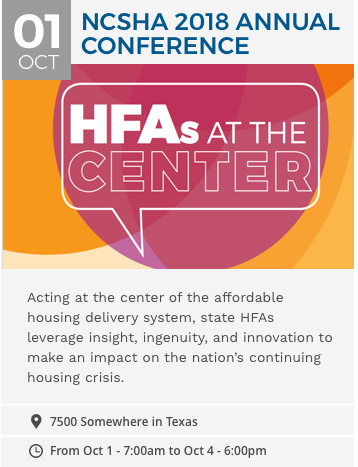 01
OCT
NCSHA 2018 ANNUAL
CONFERENCE
HFAs AT THE
CENTER
Acting at the center of the affordable
housing delivery system, state HFAs
leverage insight, ingenuity, and innovation to
make an impact on the nation's continuing
housing crisis.
7500 Somewhere in Texas
From Oct 1 - 7:00am to Oct 4 - 6:00pm